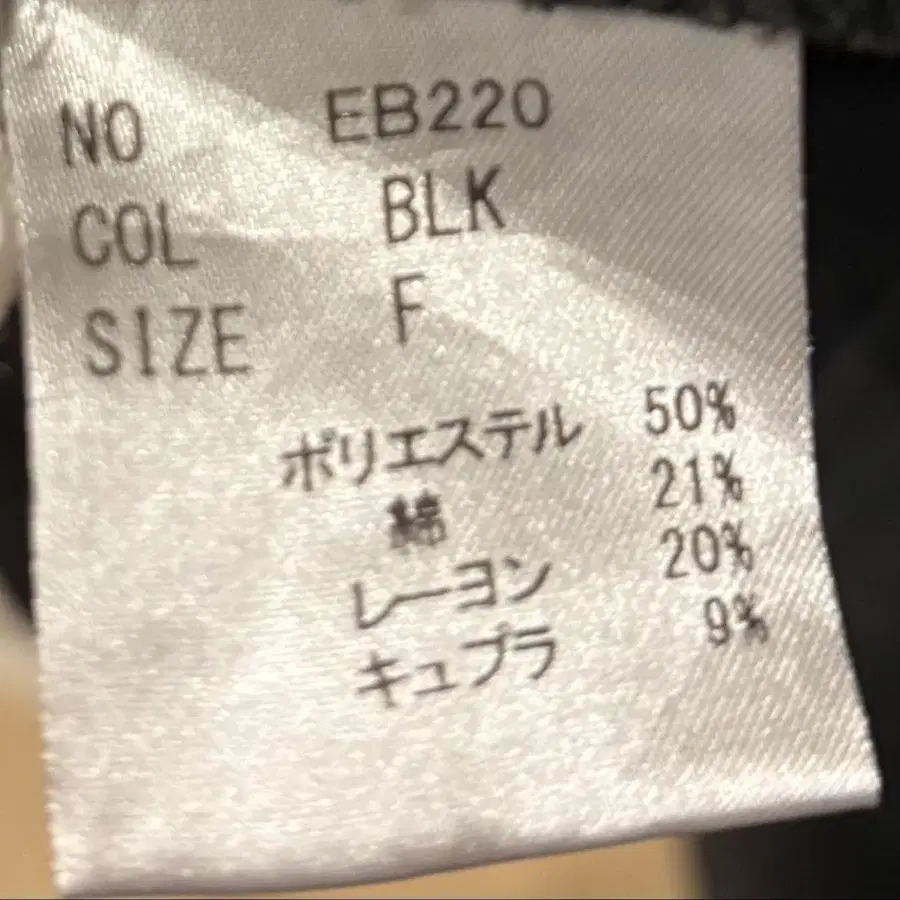 NO EB220
COL BLK
SIZE F
ポリエステル 50%
綿 21%
レーヨン 20%
キュプラ 9%